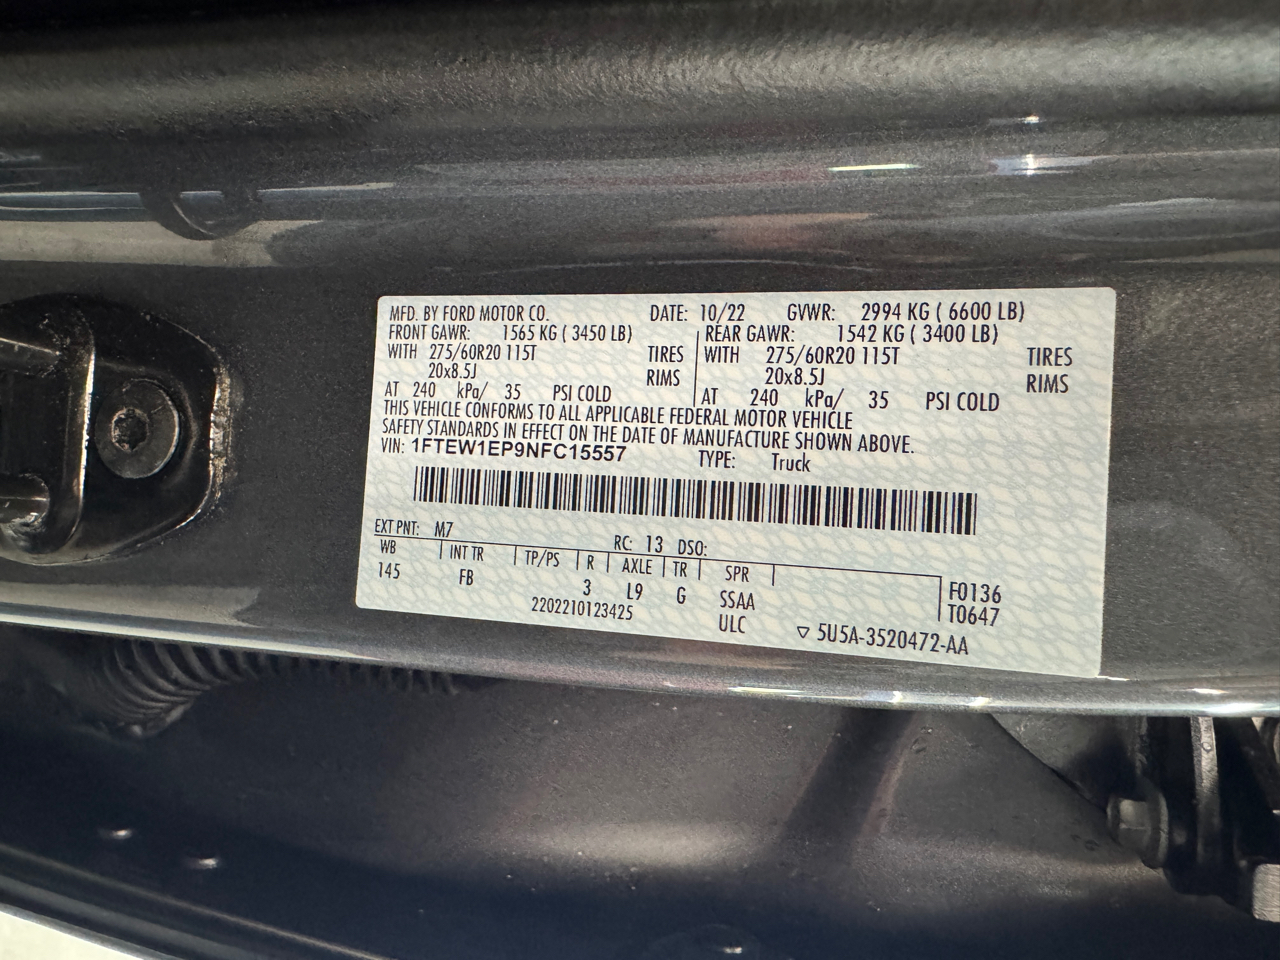 MFD. BY FORD MOTOR CO. DATE: 10/22 GVWR: 2994 KG ( 6600 LB)
FRONT GAWR: 1565 KG ( 3450 LB) REAR GAWR: 1542 KG ( 3400 LB)
WITH 275/60R20 115T TIRES WITH 275/60R20 115T TIRES
20x8.5J RIMS 20x8.5J RIMS
AT 240 kPa/ 35 PSI COLD AT 240 kPa/ 35 PSI COLD
THIS VEHICLE CONFORMS TO ALL APPLICABLE FEDERAL MOTOR VEHICLE
SAFETY STANDARDS IN EFFECT ON THE DATE OF MANUFACTURE SHOWN ABOVE.
VIN: 1FTEW1EP9NFC15557 TYPE: Truck
EXT PNT: M7 RC: 13 DSO:
WB INT TR TP/PS R AXLE TR SPR
145 FB 3 L9 G SSAA F0136
2202210123425 ULC T0647
▽ 5U5A-3520472-AA